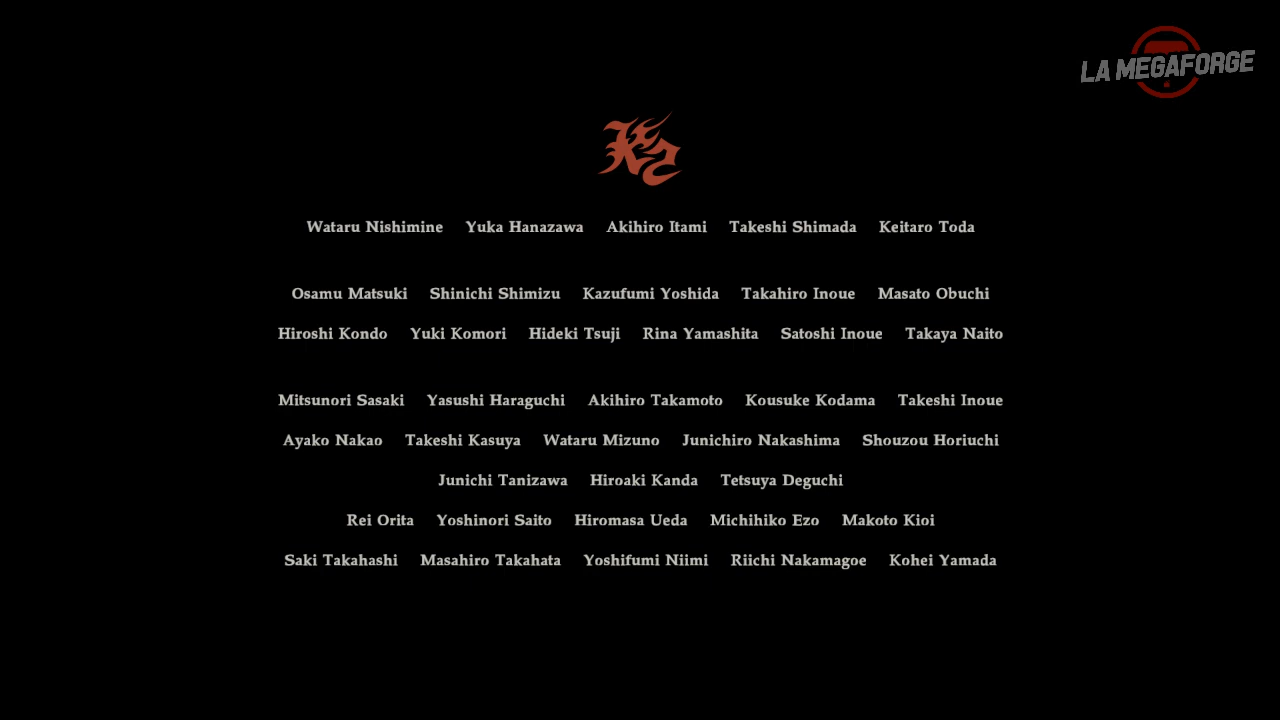 LA MEGAFORGE
K2
Wataru Nishimine Yuka Hanazawa Akihiro Itami Takeshi Shimada Keitaro Toda
Osamu Matsuki Shinichi Shimizu Kazufumi Yoshida Takahiro Inoue Masato Obuchi
Hiroshi Kondo Yuki Komori Hideki Tsuji Rina Yamashita Satoshi Inoue Takaya Naito
Mitsunori Sasaki Yasushi Haraguchi Akihiro Takamoto Kousuke Kodama Takeshi Inoue
Ayako Nakao Takeshi Kasuya Wataru Mizuno Junichiro Nakashima Shouzou Horiuchi
Junichi Tanizawa Hiroaki Kanda Tetsuya Deguchi
Rei Orita Yoshinori Saito Hiromasa Ueda Michihiko Ezo Makoto Kioi
Saki Takahashi Masahiro Takahata Yoshifumi Niimi Riichi Nakamagoe Kohei Yamada